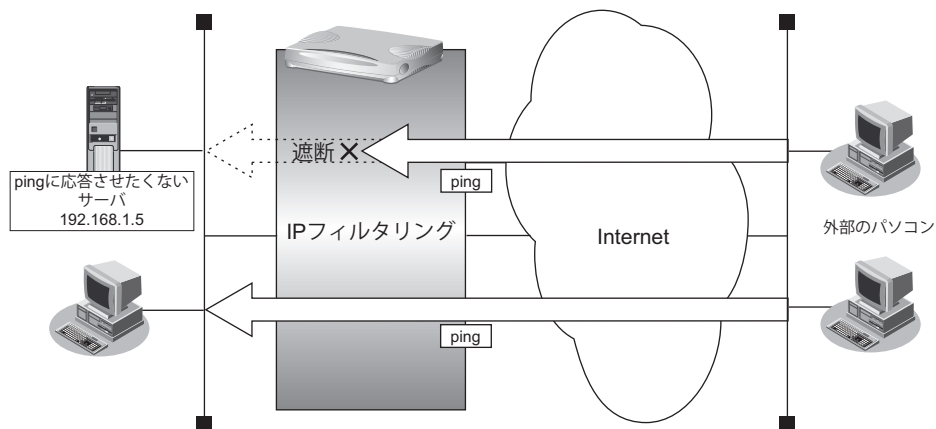 遮断
ping
pingに応答させたくない
サーバ
192.168.1.5
IPフィルタリング
Internet
外部のパソコン
ping